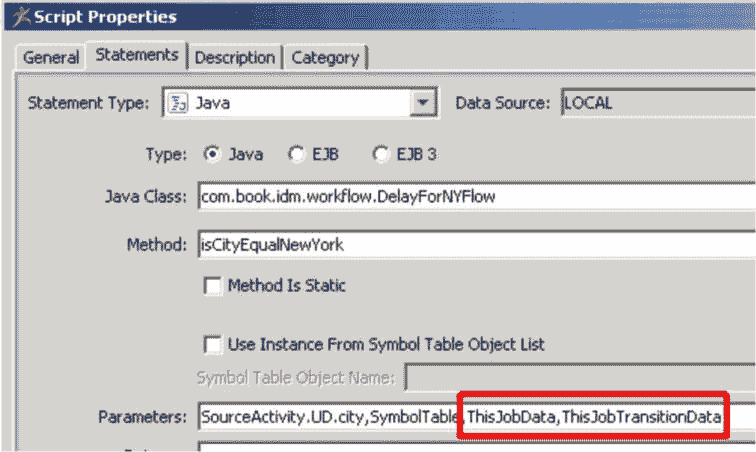 Script Properties
General Statements Description Category
Statement Type: Java Data Source: LOCAL
Type: Java EJB EJB 3
Java Class: com.book.idm.workflow.DelayForNYFlow
Method: isCityEqualNewYork
Method Is Static
Use Instance From Symbol Table Object List
Symbol Table Object Name:
Parameters: SourceActivity.UD.city,SymbolTable,ThisJobData,ThisJobTransitionData